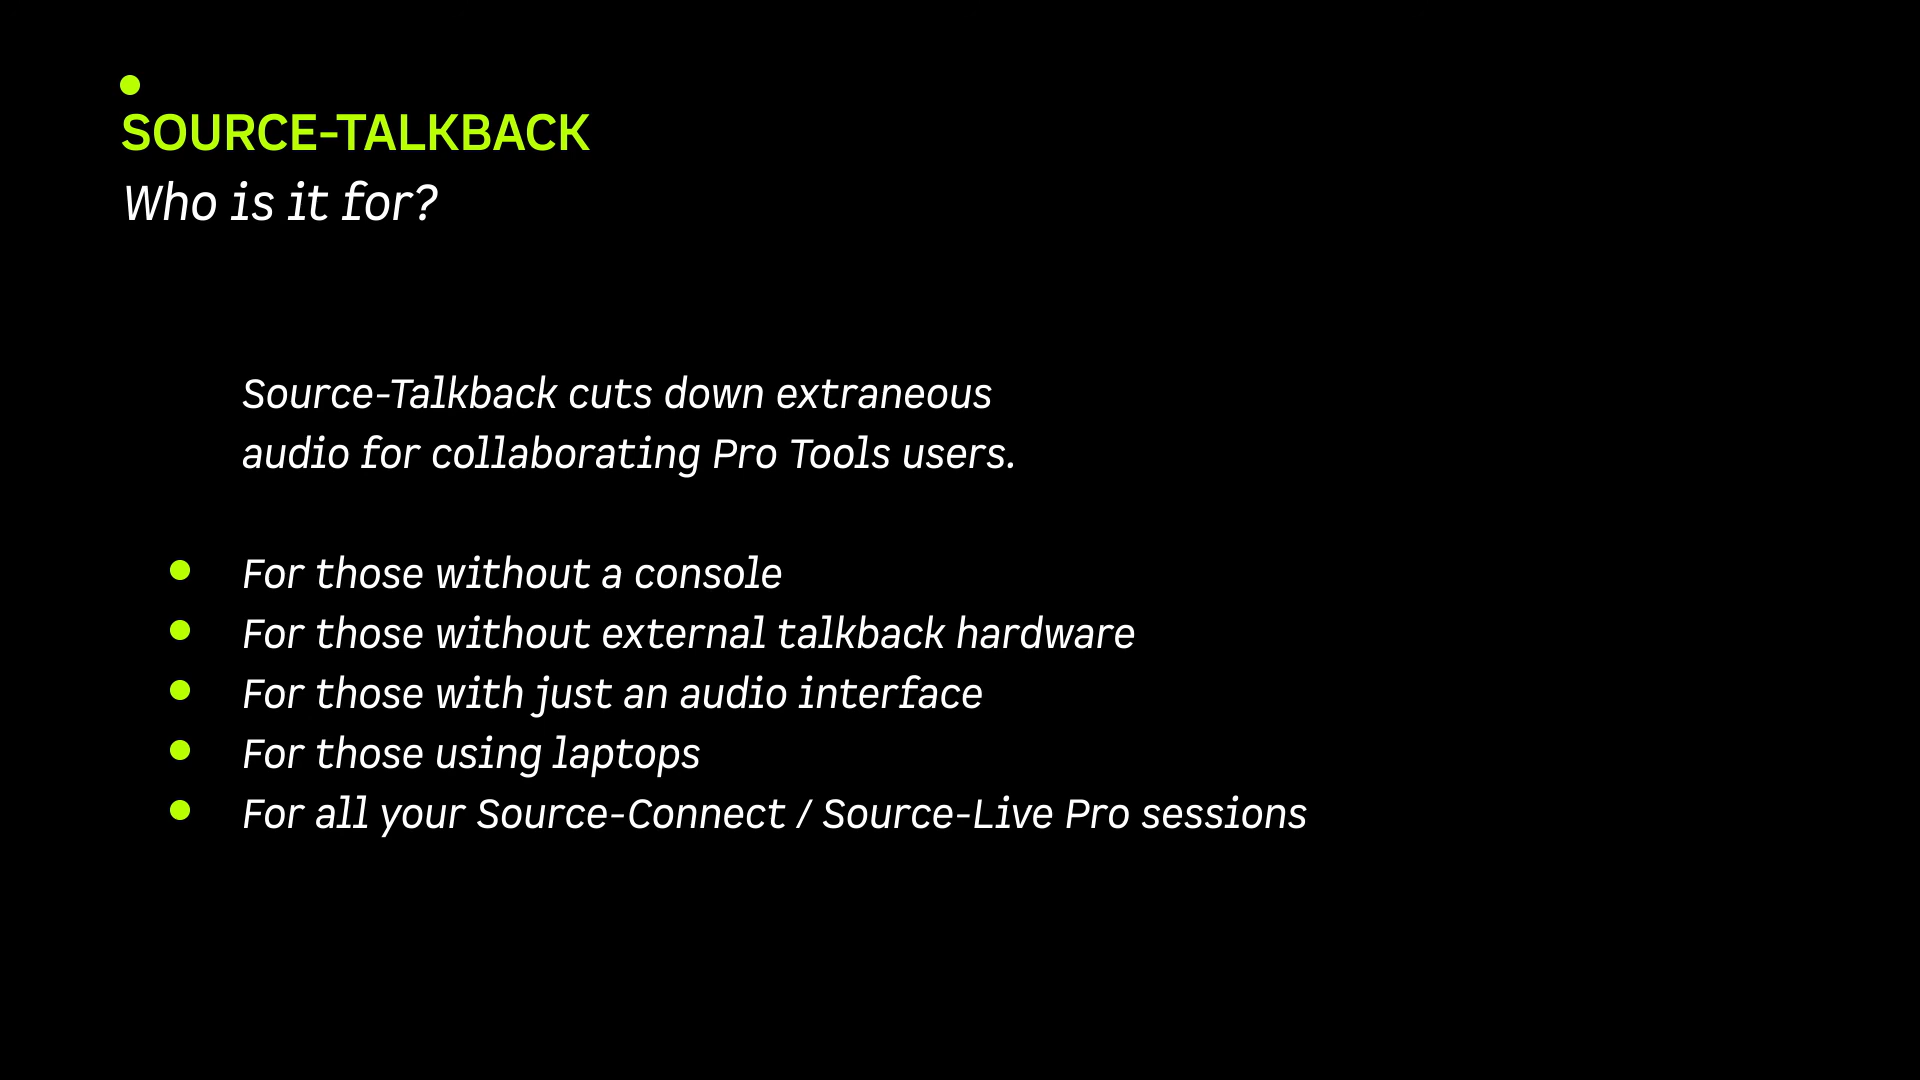 SOURCE-TALKBACK
Who is it for?
Source-Talkback cuts down extraneous
audio for collaborating Pro Tools users.
For those without a console
For those without external talkback hardware
For those with just an audio interface
For those using laptops
For all your Source-Connect / Source-Live Pro sessions